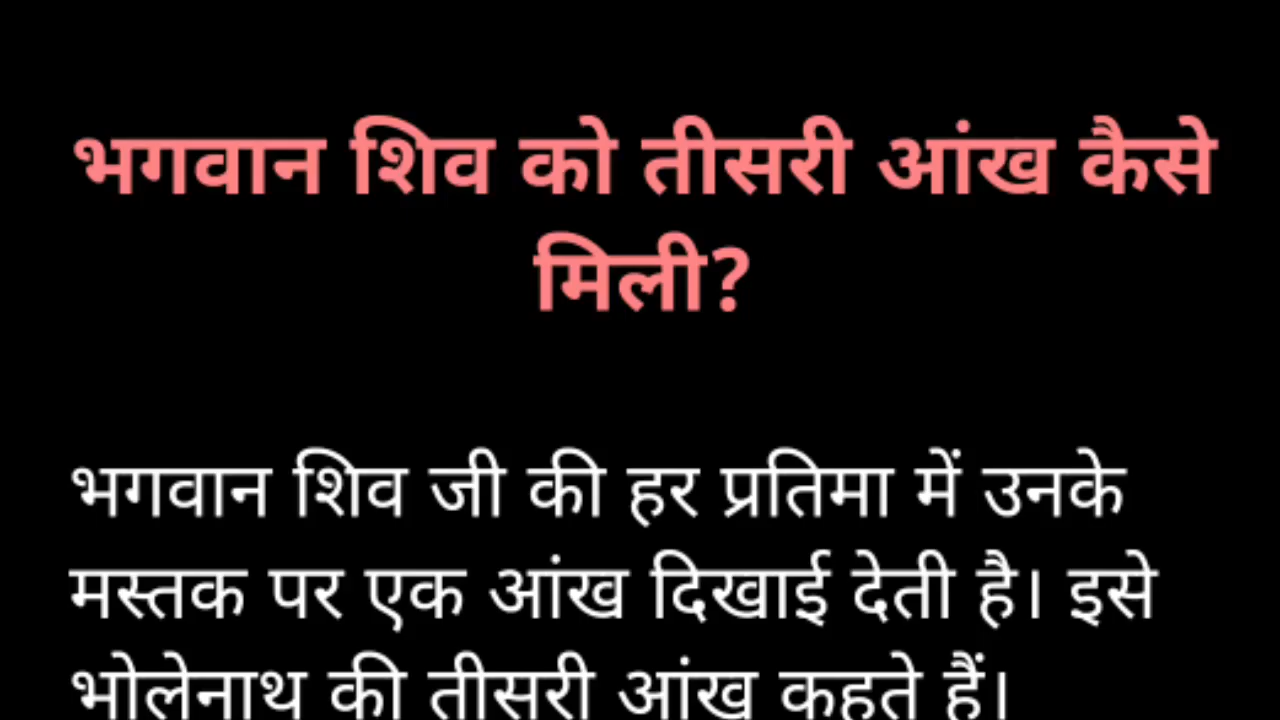 भगवान शिव को तीसरी आंख कैसे
मिली?
भगवान शिव जी की हर प्रतिमा में उनके
मस्तक पर एक आंख दिखाई देती है। इसे
भोलेनाथ की तीसरी आंख कहते हैं।